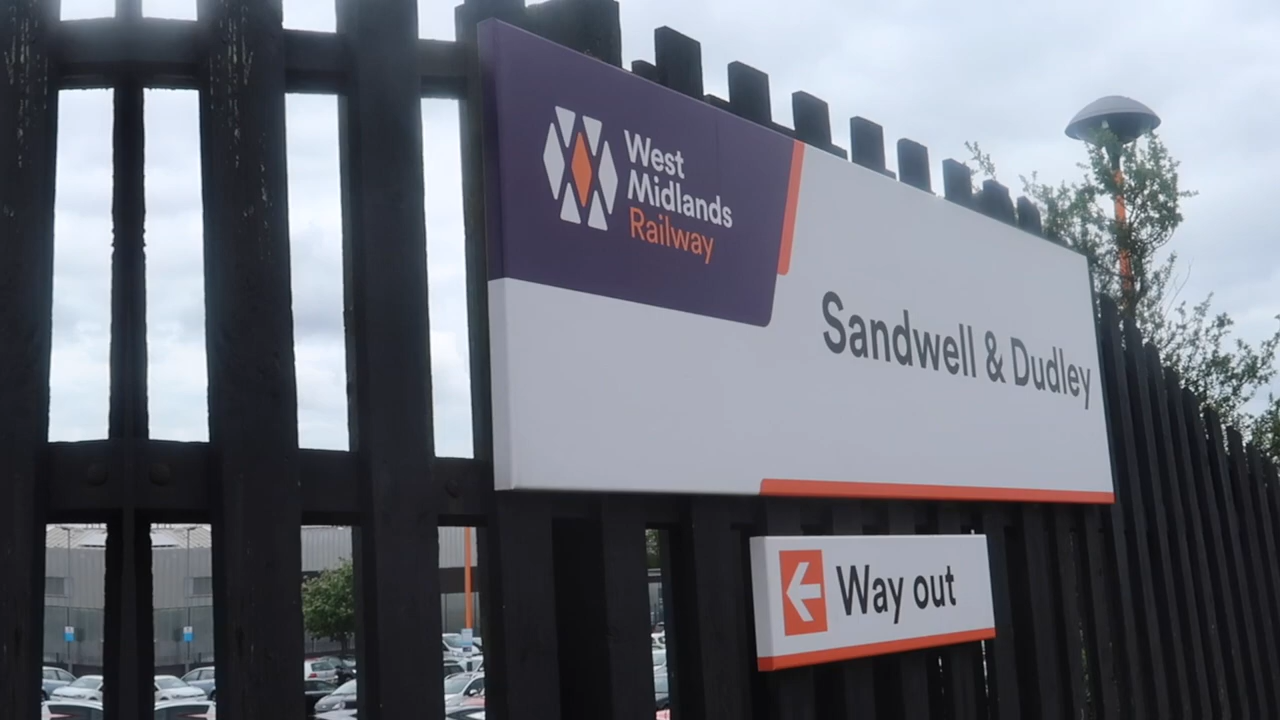 West
Midlands
Railway
Sandwell & Dudley
Way out